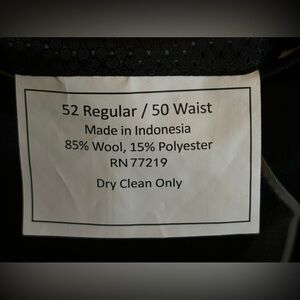 52 Regular / 50 Waist
Made in Indonesia
85% Wool, 15% Polyester
RN 77219
Dry Clean Only